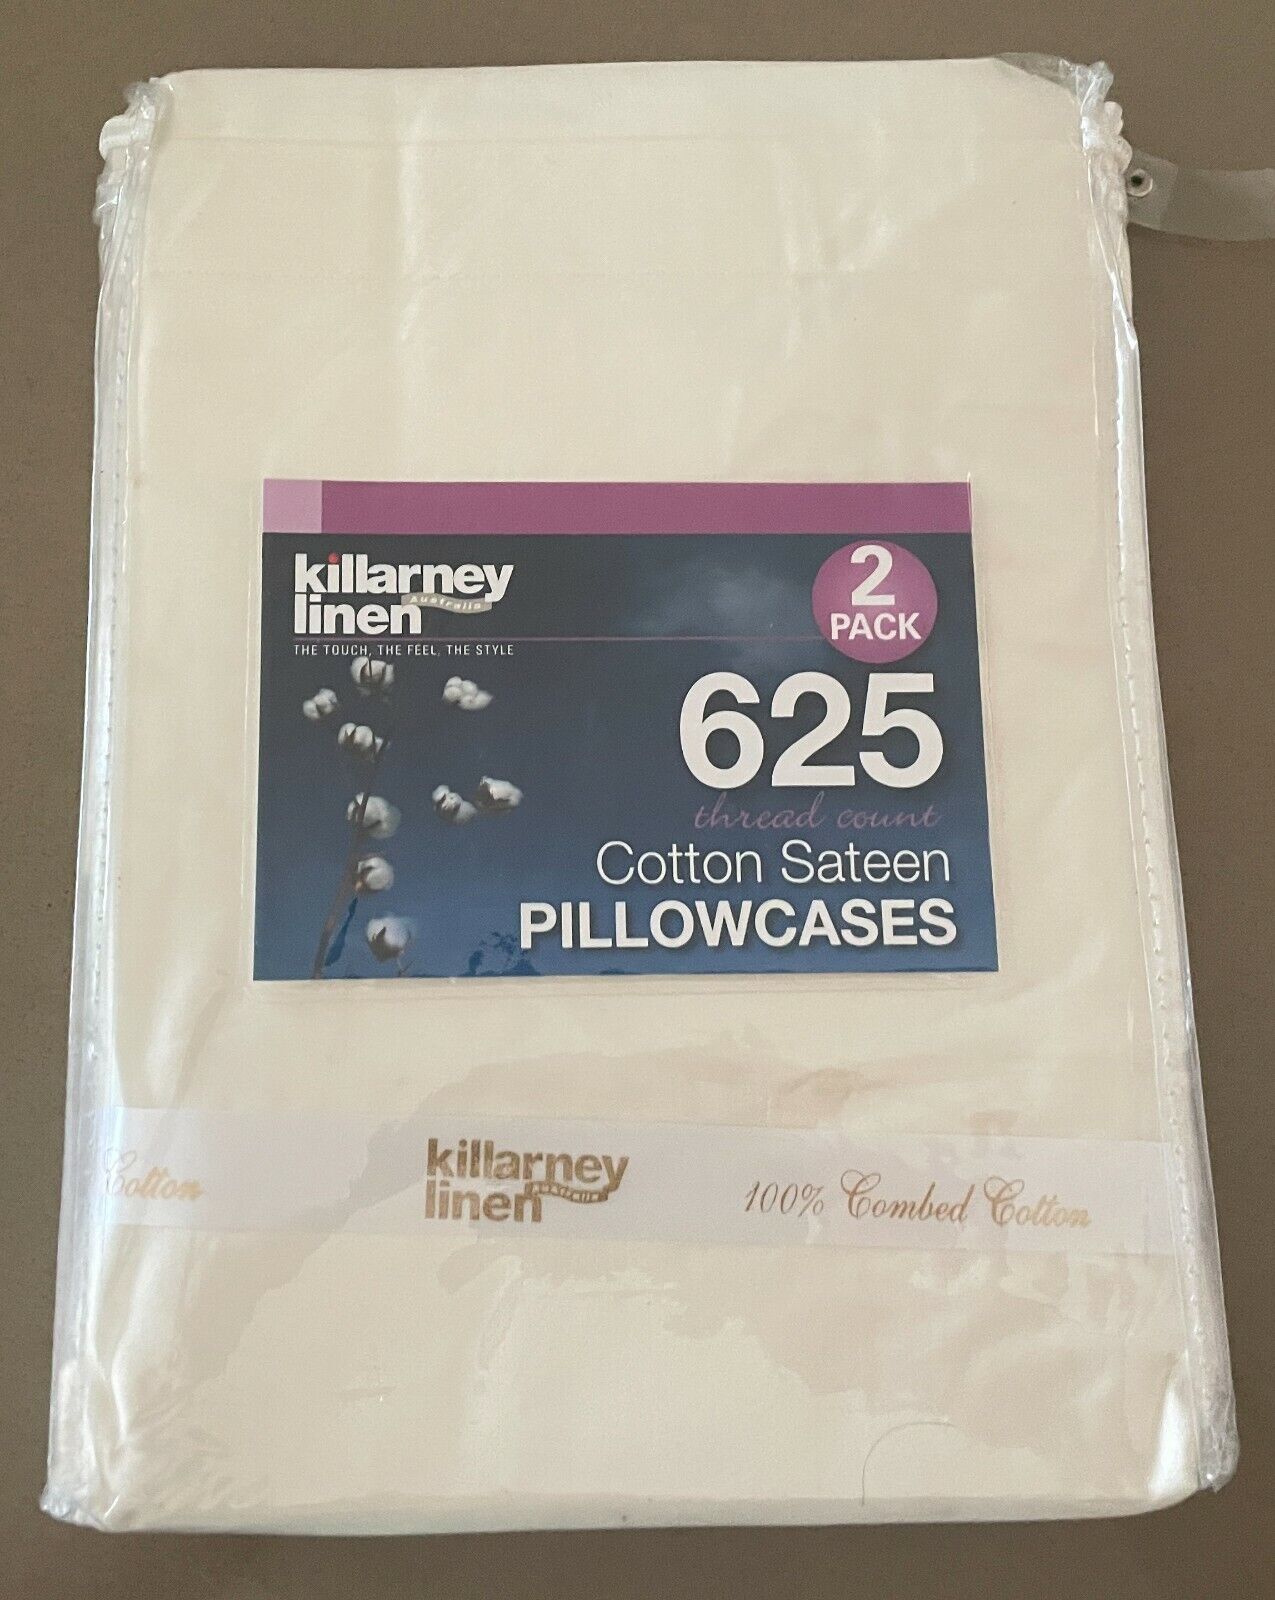 killarney
linen
Australia
THE TOUCH, THE FEEL, THE STYLE
2
PACK
625
thread count
Cotton Sateen
PILLOWCASES
Cotton
killarney
linen
Australia
100% Combed Cotton